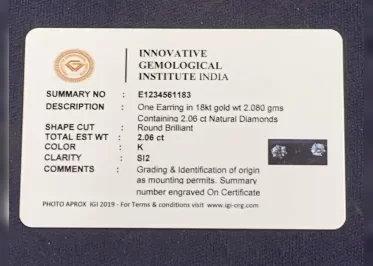 INNOVATIVE
GEMOLOGICAL
INSTITUTE INDIA
SUMMARY NO : E1234561183
DESCRIPTION : One Earring in 18kt gold wt 2.080 gms
Containing 2.06 ct Natural Diamonds
SHAPE CUT : Round Brilliant
TOTAL EST WT : 2.06 ct
COLOR : K
CLARITY : SI2
COMMENTS : Grading & Identification of origin
as mounting permits. Summary
number engraved On Certificate
PHOTO APROX IGI 2019 - For Terms & conditions visit www.igi-erg.com